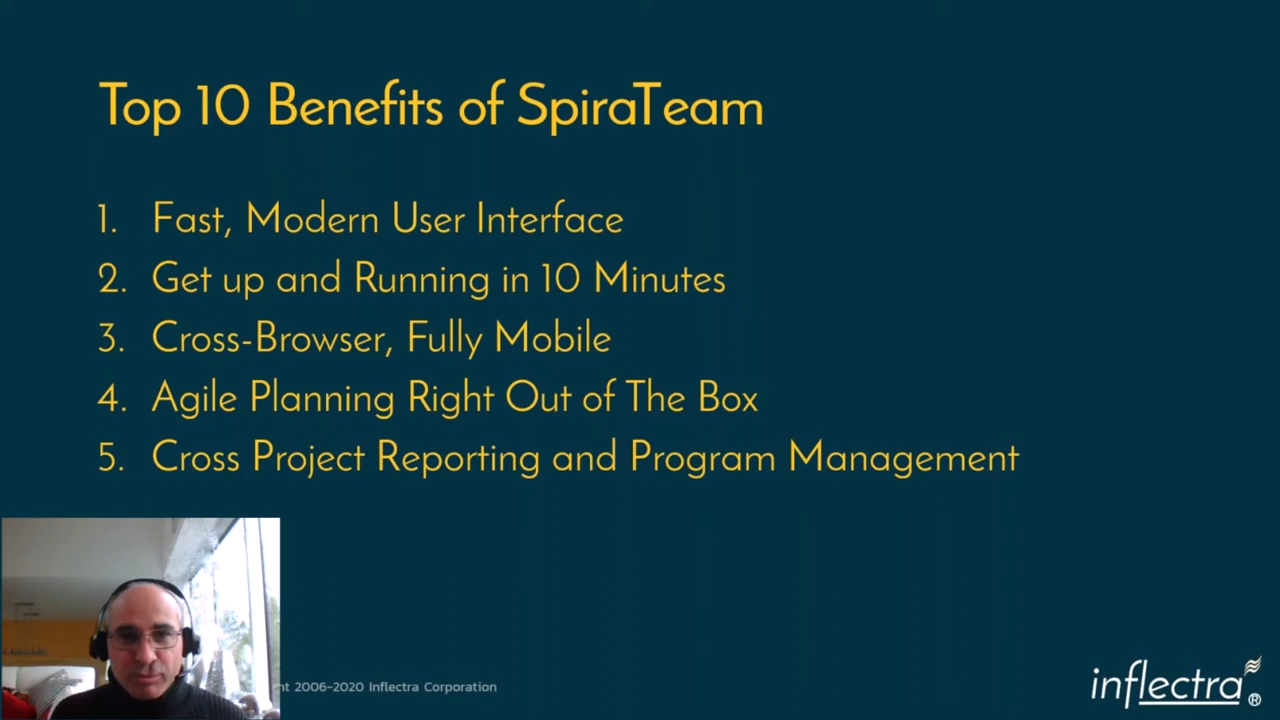 Top 10 Benefits of SpiraTeam
1. Fast, Modern User Interface
2. Get up and Running in 10 Minutes
3. Cross-Browser, Fully Mobile
4. Agile Planning Right Out of The Box
5. Cross Project Reporting and Program Management
2006-2020 Inflectra Corporation
inflectra®